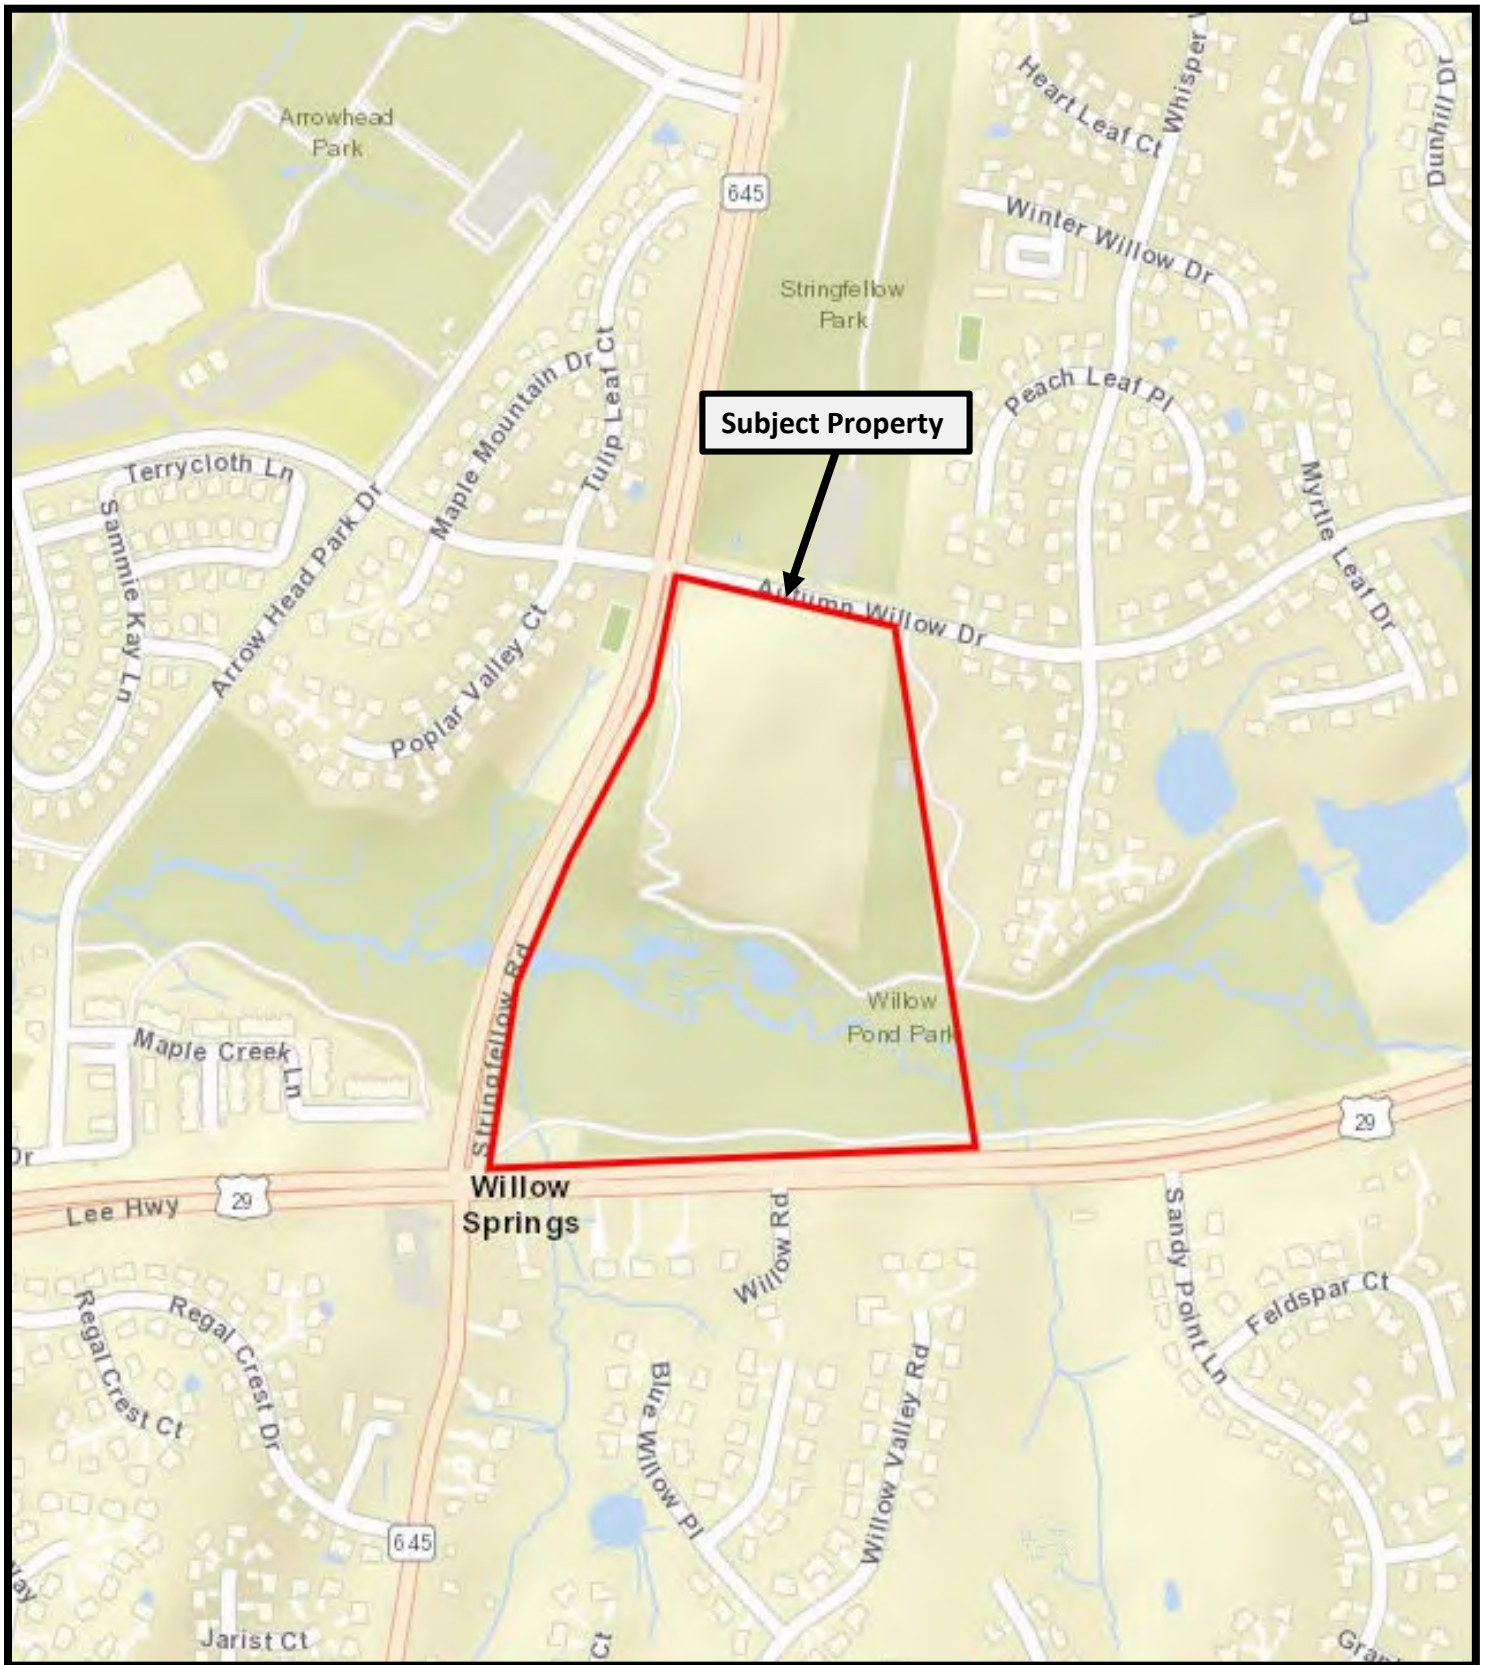 Arrowhead
Park
645
Heart Leaf Ct
Whisper
Dunhill Dr
Winter Willow Dr
Stringfellow
Park
Maple Mountain Dr
Tulip Leaf Ct
Peach Leaf Pl
Subject Property
Terrycloth Ln
Sammie Kay Ln
Arrow Head Park Dr
Myrtle Leaf Dr
Autumn Willow Dr
Poplar Valley Ct
Stringfellow Rd
Willow
Pond Park
Maple Creek Ln
Dr
29
Lee Hwy
29
Willow
Springs
Willow Rd
Sandy Point Ln
Feldspar Ct
Regal Crest Dr
Regal Crest Ct
Blue Willow Pl
Willow Valley Rd
645
Jarist Ct
Ct